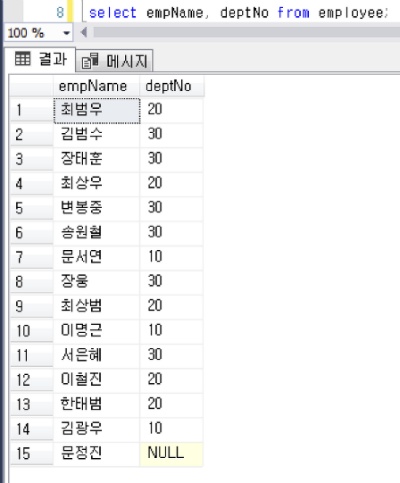 8 select empName, deptNo from employee;
100 %
결과 메시지
empName deptNo
1 최범우 20
2 김범수 30
3 장태훈 30
4 최상우 20
5 변봉중 30
6 송원철 30
7 문서연 10
8 장웅 30
9 최상범 20
10 이명근 10
11 서은혜 30
12 이철진 20
13 한태범 20
14 김광우 10
15 문정진 NULL